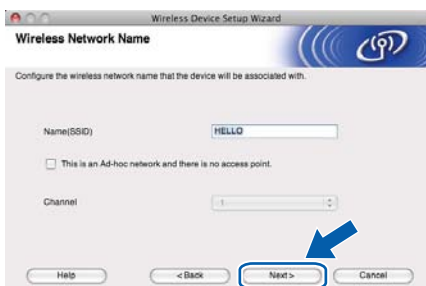 Wireless Device Setup Wizard
Wireless Network Name
Configure the wireless network name that the device will be associated with.
Name(SSID) HELLO
This is an Ad-hoc network and there is no access point.
Channel 1
Help < Back Next > Cancel